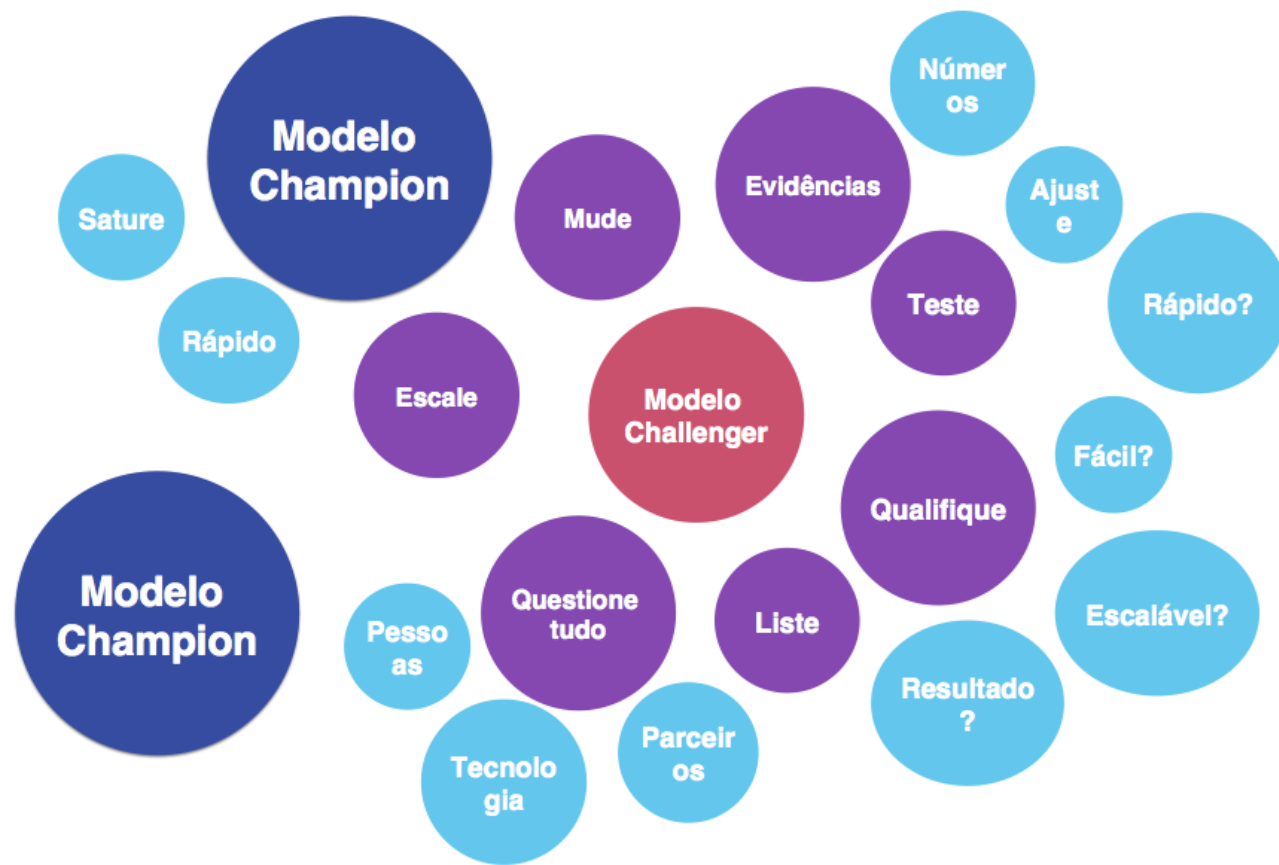 Númer
os
Modelo
Champion
Evidências
Ajust
e
Sature
Mude
Rápido?
Teste
Rápido
Escale
Modelo
Challenger
Fácil?
Qualifique
Modelo
Champion
Questione
tudo
Liste
Escalável?
Pesso
as
Resultado
?
Parceir
os
Tecnolo
gia